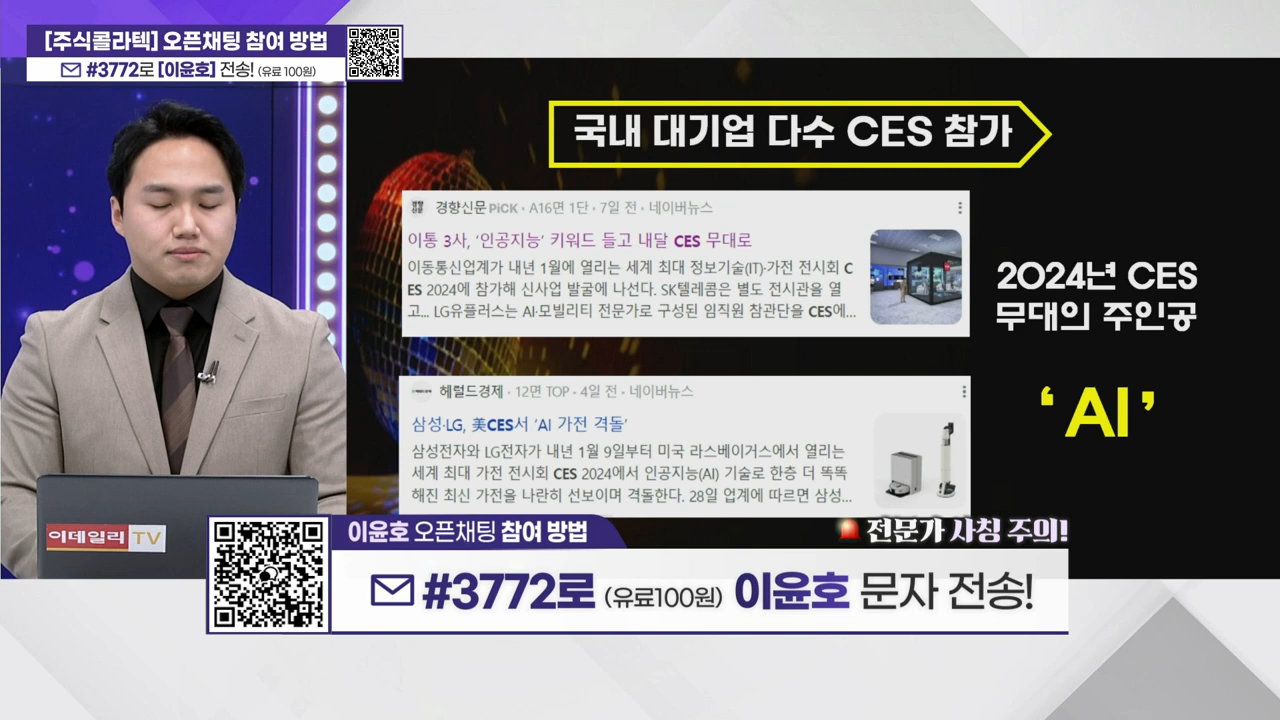 [주식콜라텍] 오픈채팅 참여 방법
#3772로 [이윤호] 전송! (유료 100원)
국내 대기업 다수 CES 참가
경향신문 PiCK · A16면 1단 · 7일 전 · 네이버뉴스
이통 3사, ‘인공지능’ 키워드 들고 내달 CES 무대로
이동통신업계가 내년 1월에 열리는 세계 최대 정보기술(IT)·가전 전시회 C
ES 2024에 참가해 신사업 발굴에 나선다. SK텔레콤은 별도 전시관을 열
고... LG유플러스는 AI·모빌리티 전문가로 구성된 임직원 참관단을 CES에...
2024년 CES
무대의 주인공
‘AI’
헤럴드경제 · 12면 TOP · 4일 전 · 네이버뉴스
삼성·LG, 美CES서 ‘AI 가전 격돌’
삼성전자와 LG전자가 내년 1월 9일부터 미국 라스베이거스에서 열리는
세계 최대 가전 전시회 CES 2024에서 인공지능(AI) 기술로 한층 더 똑똑
해진 최신 가전을 나란히 선보이며 격돌한다. 28일 업계에 따르면 삼성...
이데일리 TV
이윤호 오픈채팅 참여 방법
전문가 사칭 주의!
#3772로 (유료100원) 이윤호 문자 전송!